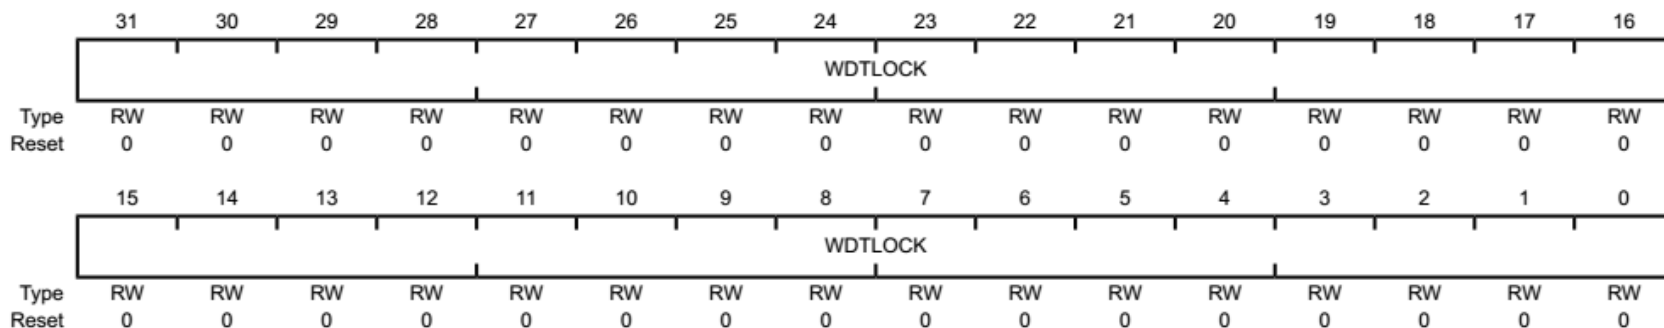 31 30 29 28 27 26 25 24 23 22 21 20 19 18 17 16
WDTLOCK
Type RW RW RW RW RW RW RW RW RW RW RW RW RW RW RW RW
Reset 0 0 0 0 0 0 0 0 0 0 0 0 0 0 0 0
15 14 13 12 11 10 9 8 7 6 5 4 3 2 1 0
WDTLOCK
Type RW RW RW RW RW RW RW RW RW RW RW RW RW RW RW RW
Reset 0 0 0 0 0 0 0 0 0 0 0 0 0 0 0 0